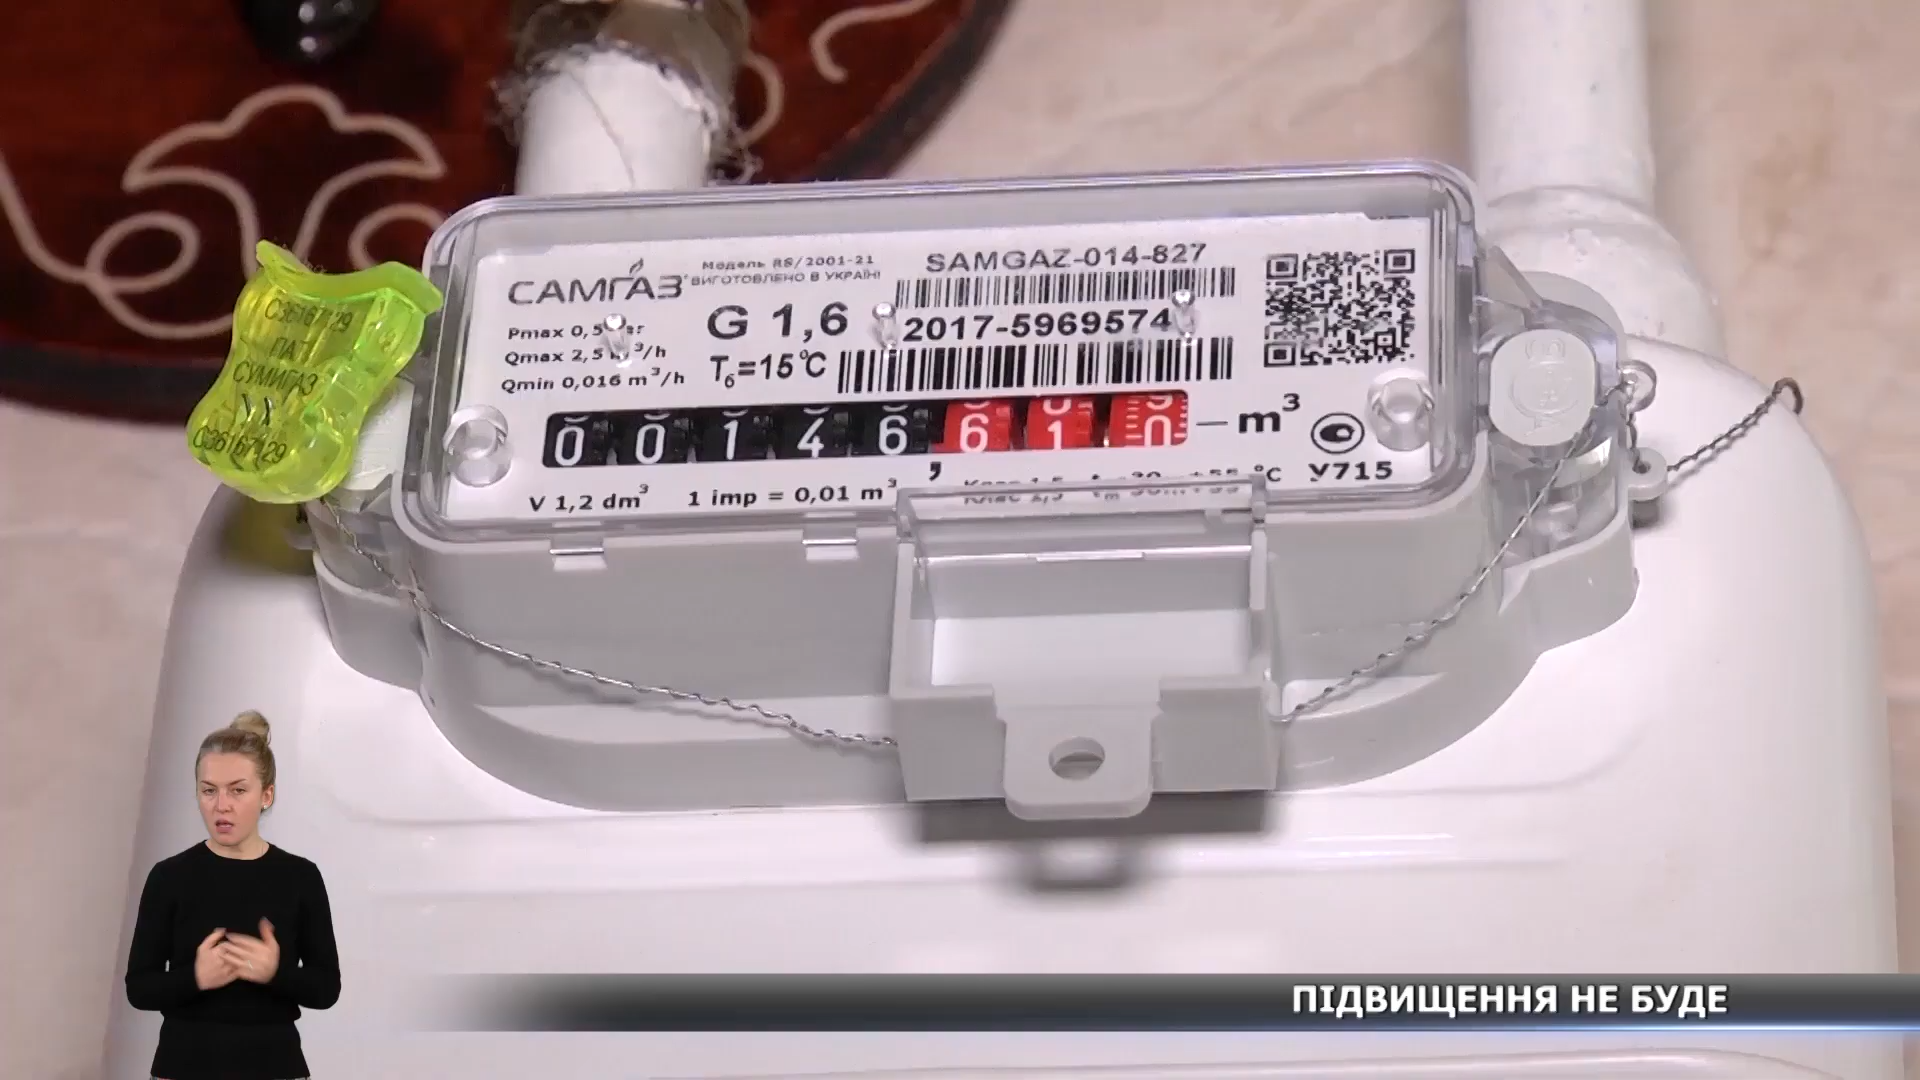 САМГАЗ
Модель RS/2001-21
ВИГОТОВЛЕНО В УКРАЇНІ
SAMGAZ-014-827
G 1,6
2017-5969574
Pmax 0,5
Qmax 2,5 m³/h
Qmin 0,016 m³/h
Tб=15°C
0 0 1 4 6 6 1 0 — m³
,
V 1,2 dm³
1 imp = 0,01 m³
°C
У715
С36167129
ПАТ
СУМИГАЗ
С36167129
ПІДВИЩЕННЯ НЕ БУДЕ